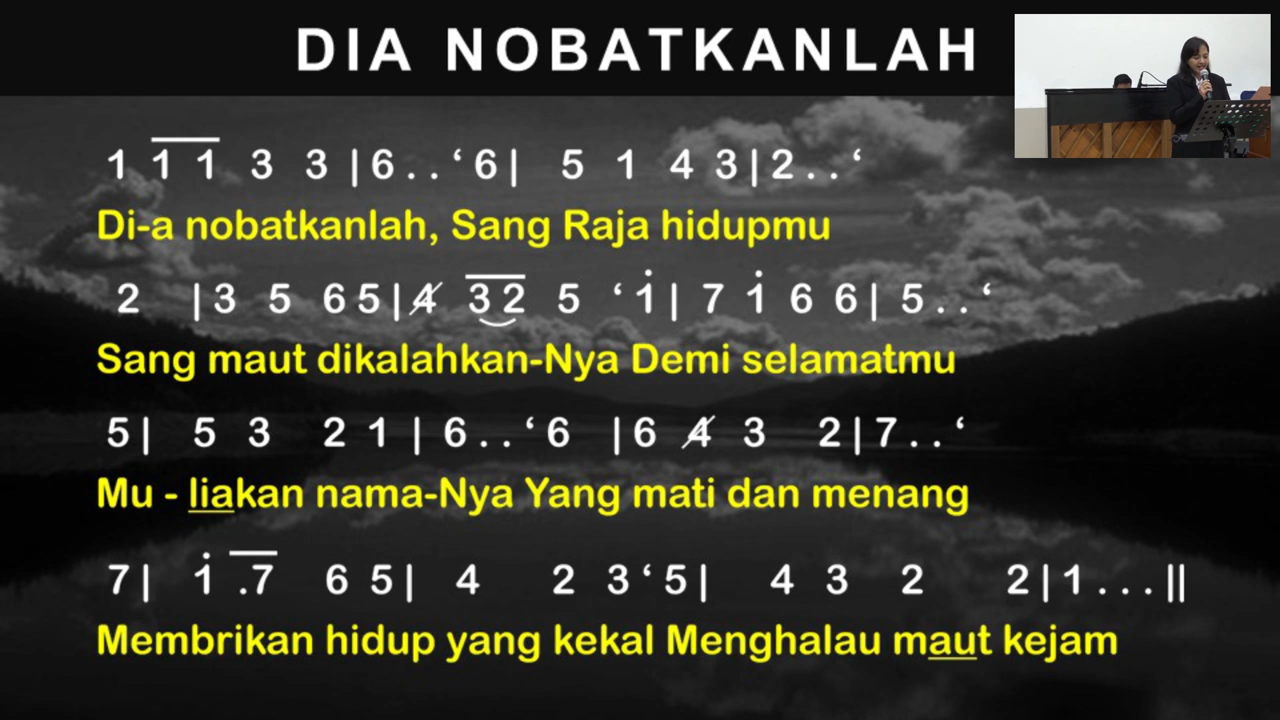 DIA NOBATKANLAH
1 1 1 3 3 | 6 . . ‘ 6 | 5 1 4 3 | 2 . . ‘
Di-a nobatkanlah, Sang Raja hidupmu
2 | 3 5 6 5 | 4̸ 3 2 5 ‘ 1̇ | 7 1̇ 6 6 | 5 . . ‘
Sang maut dikalahkan-Nya Demi selamatmu
5 | 5 3 2 1 | 6 . . ‘ 6 | 6 4̸ 3 2 | 7 . . ‘
Mu - liakan nama-Nya Yang mati dan menang
7 | 1̇ . 7 6 5 | 4 2 3 ‘ 5 | 4 3 2 2 | 1 . . . ||
Membrikan hidup yang kekal Menghalau maut kejam